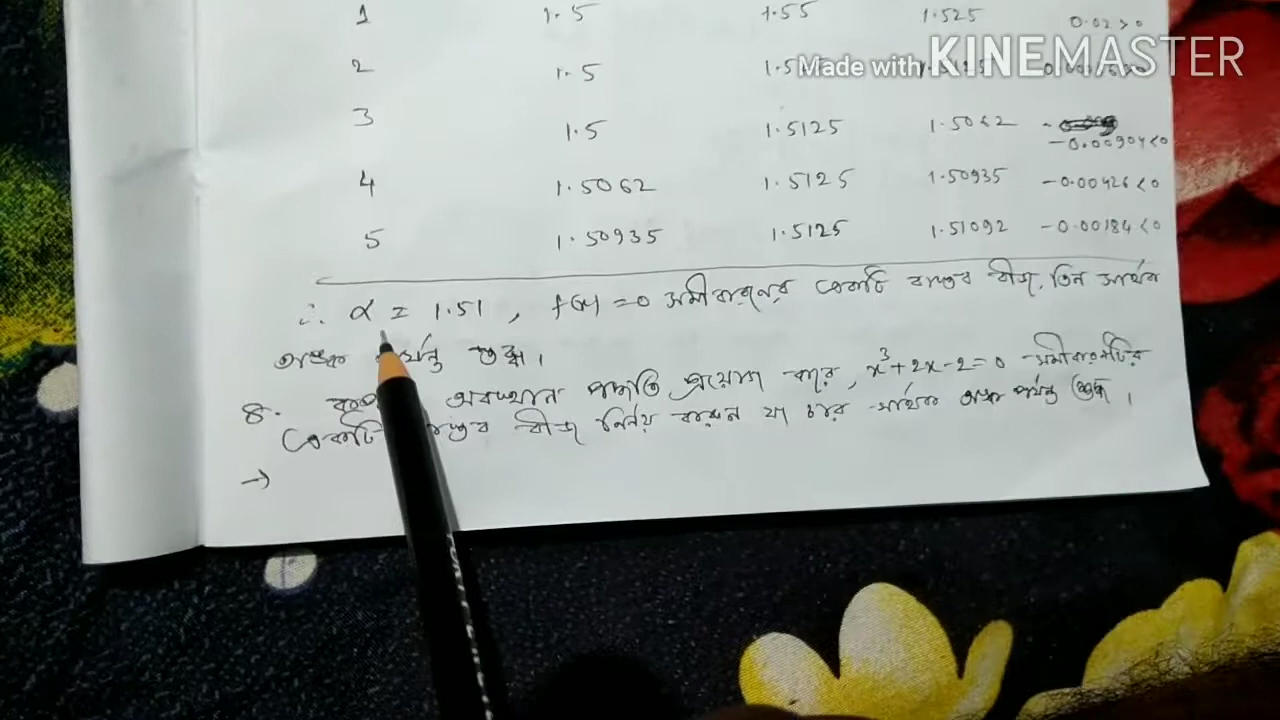 1 1.5 1.55 1.525 0.02>0
Made with KINEMASTER
2 1.5
3 1.5 1.5125 1.5062
-0.00904<0
4 1.5062 1.5125 1.50935 -0.00426<0
5 1.50935 1.5125 1.51092 -0.00184<0
∴ α = 1.51, f(x) = 0 সমীকরণের একটি বাস্তব বীজ, তিন সার্থক
অঙ্ক পর্যন্ত শুদ্ধ।
৪. অবস্থান পদ্ধতি প্রয়োগ করে, x³+2x-2=0 সমীকরণটির
একটি বাস্তব বীজ নির্ণয় করুন যা চার সার্থক অঙ্ক পর্যন্ত শুদ্ধ।
→